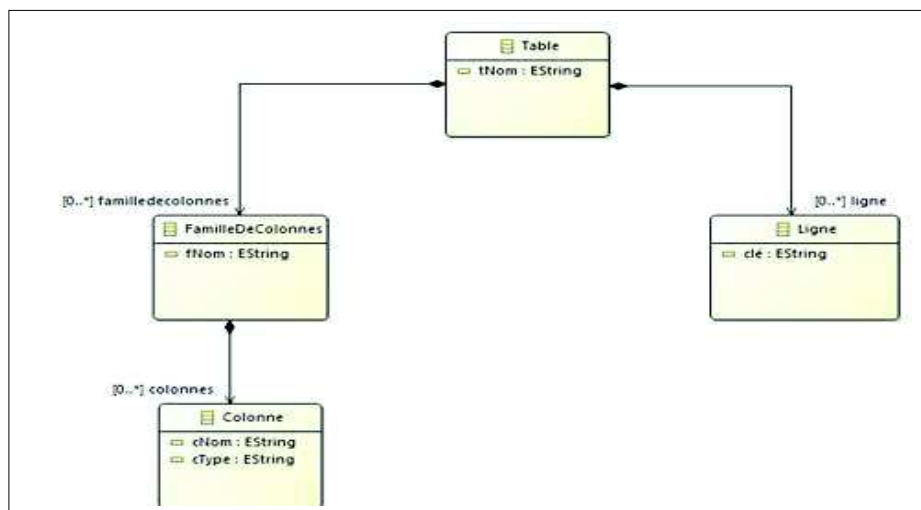 Table
tNom : EString
[0..*] familledecolonnes
[0..*] ligne
FamilleDeColonnes
fNom : EString
Ligne
clé : EString
[0..*] colonnes
Colonne
cNom : EString
cType : EString